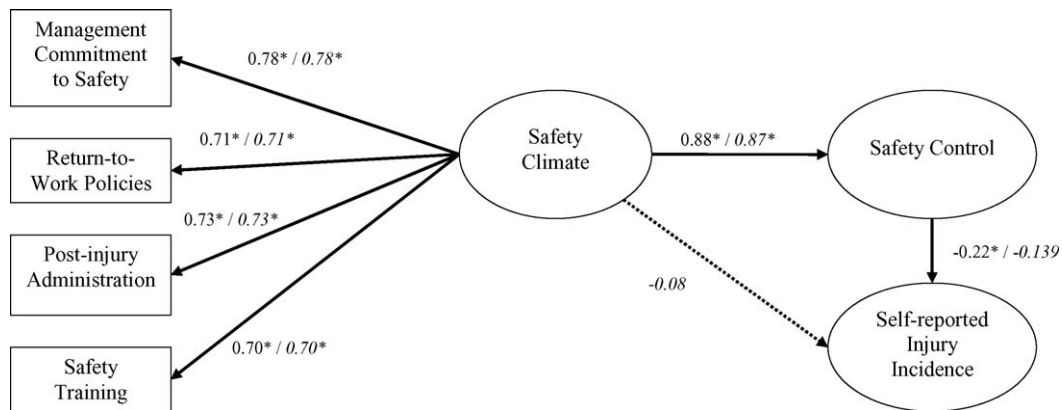 Management
Commitment
to Safety
0.78* / 0.78*
Return-to-
Work Policies
0.71* / 0.71*
Post-injury
Administration
0.73* / 0.73*
Safety
Training
0.70* / 0.70*
Safety
Climate
0.88* / 0.87*
Safety Control
-0.22* / -0.139
-0.08
Self-reported
Injury
Incidence